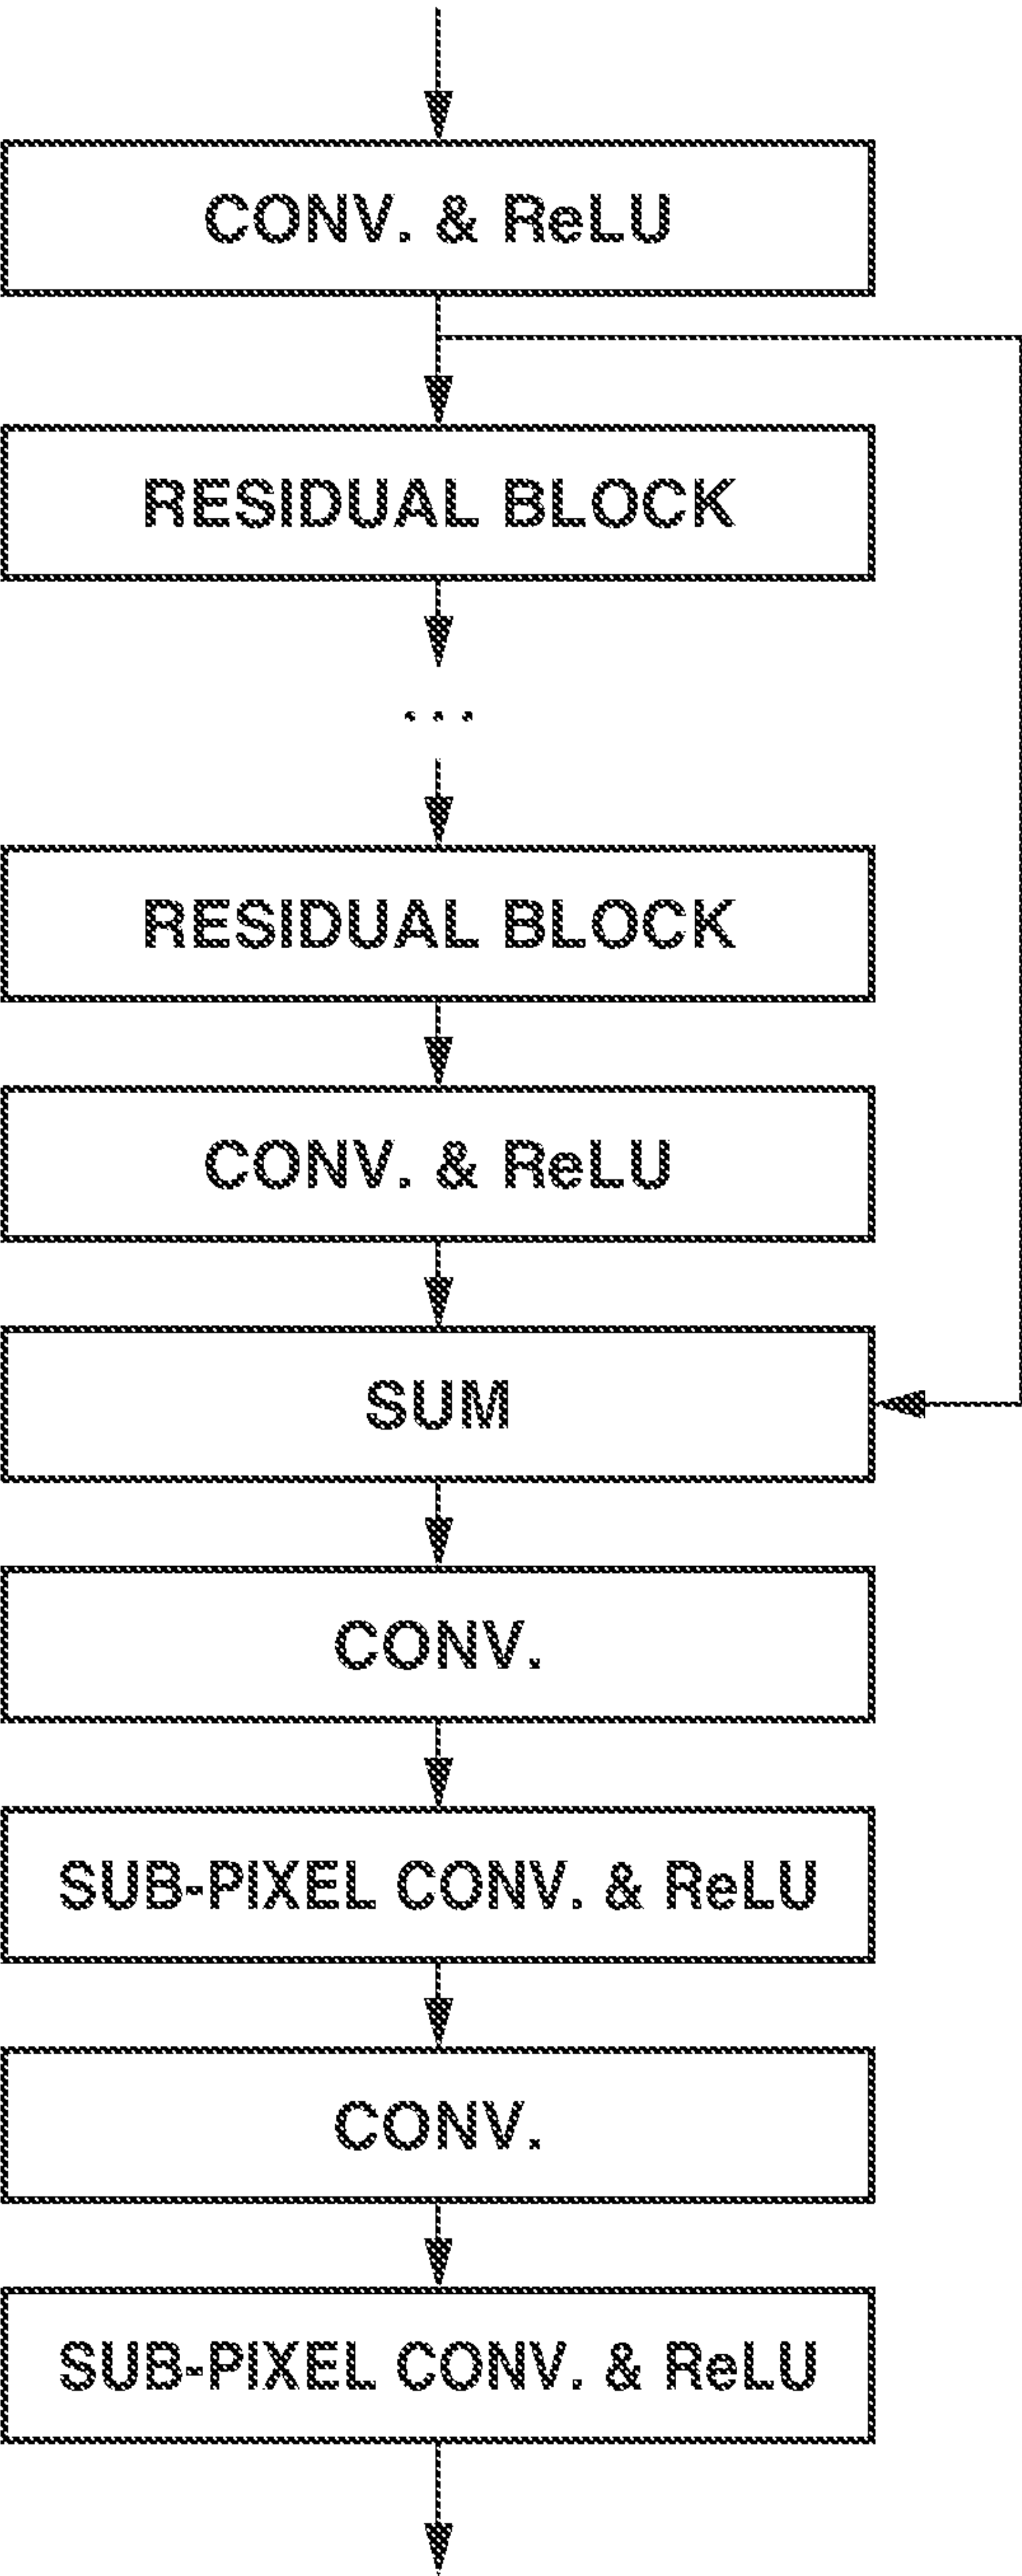 CONV. & ReLU
RESIDUAL BLOCK
...
RESIDUAL BLOCK
CONV. & ReLU
SUM
CONV.
SUB-PIXEL CONV. & ReLU
CONV.
SUB-PIXEL CONV. & ReLU